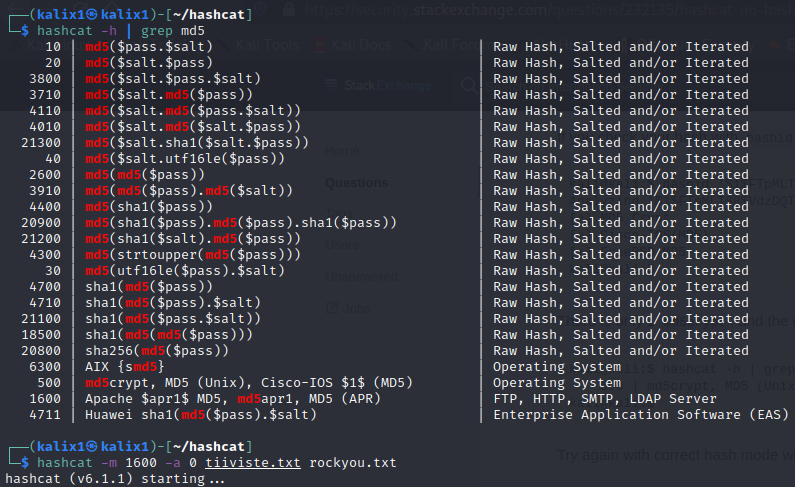 (kalix1㉿kalix1)-[~/hashcat]
$ hashcat -h | grep md5
10 | md5($pass.$salt) | Raw Hash, Salted and/or Iterated
20 | md5($salt.$pass) | Raw Hash, Salted and/or Iterated
3800 | md5($salt.$pass.$salt) | Raw Hash, Salted and/or Iterated
3710 | md5($salt.md5($pass)) | Raw Hash, Salted and/or Iterated
4110 | md5($salt.md5($pass.$salt)) | Raw Hash, Salted and/or Iterated
4010 | md5($salt.md5($salt.$pass)) | Raw Hash, Salted and/or Iterated
21300 | md5($salt.sha1($salt.$pass)) | Raw Hash, Salted and/or Iterated
40 | md5($salt.utf16le($pass)) | Raw Hash, Salted and/or Iterated
2600 | md5(md5($pass)) | Raw Hash, Salted and/or Iterated
3910 | md5(md5($pass).md5($salt)) | Raw Hash, Salted and/or Iterated
4400 | md5(sha1($pass)) | Raw Hash, Salted and/or Iterated
20900 | md5(sha1($pass).md5($pass).sha1($pass)) | Raw Hash, Salted and/or Iterated
21200 | md5(sha1($salt).md5($pass)) | Raw Hash, Salted and/or Iterated
4300 | md5(strtoupper(md5($pass))) | Raw Hash, Salted and/or Iterated
30 | md5(utf16le($pass).$salt) | Raw Hash, Salted and/or Iterated
4700 | sha1(md5($pass)) | Raw Hash, Salted and/or Iterated
4710 | sha1(md5($pass).$salt) | Raw Hash, Salted and/or Iterated
21100 | sha1(md5($pass.$salt)) | Raw Hash, Salted and/or Iterated
18500 | sha1(md5(md5($pass))) | Raw Hash, Salted and/or Iterated
20800 | sha256(md5($pass)) | Raw Hash, Salted and/or Iterated
6300 | AIX {smd5} | Operating System
500 | md5crypt, MD5 (Unix), Cisco-IOS $1$ (MD5) | Operating System
1600 | Apache $apr1$ MD5, md5apr1, MD5 (APR) | FTP, HTTP, SMTP, LDAP Server
4711 | Huawei sha1(md5($pass).$salt) | Enterprise Application Software (EAS)
(kalix1㉿kalix1)-[~/hashcat]
$ hashcat -m 1600 -a 0 tiiviste.txt rockyou.txt
hashcat (v6.1.1) starting...
Kali Tools
Kali Docs
StackExchange
Home
Questions
Users
Unanswered
Jobs
Try again with correct hash mode